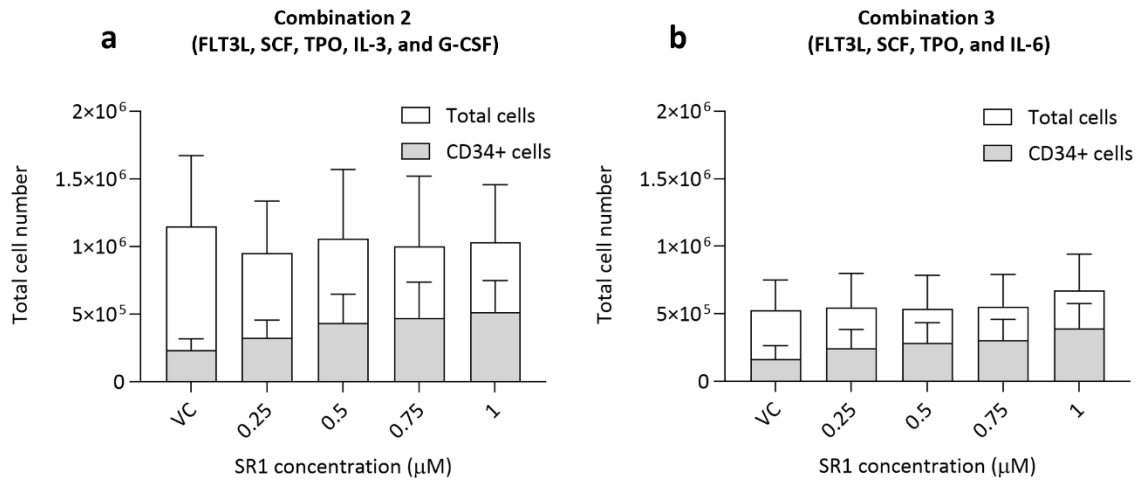 a
Combination 2
(FLT3L, SCF, TPO, IL-3, and G-CSF)
Total cell number
2×10⁶
1.5×10⁶
1×10⁶
5×10⁵
0
Total cells
CD34+ cells
VC
0.25
0.5
0.75
1
SR1 concentration (μM)
b
Combination 3
(FLT3L, SCF, TPO, and IL-6)
Total cell number
2×10⁶
1.5×10⁶
1×10⁶
5×10⁵
0
Total cells
CD34+ cells
VC
0.25
0.5
0.75
1
SR1 concentration (μM)